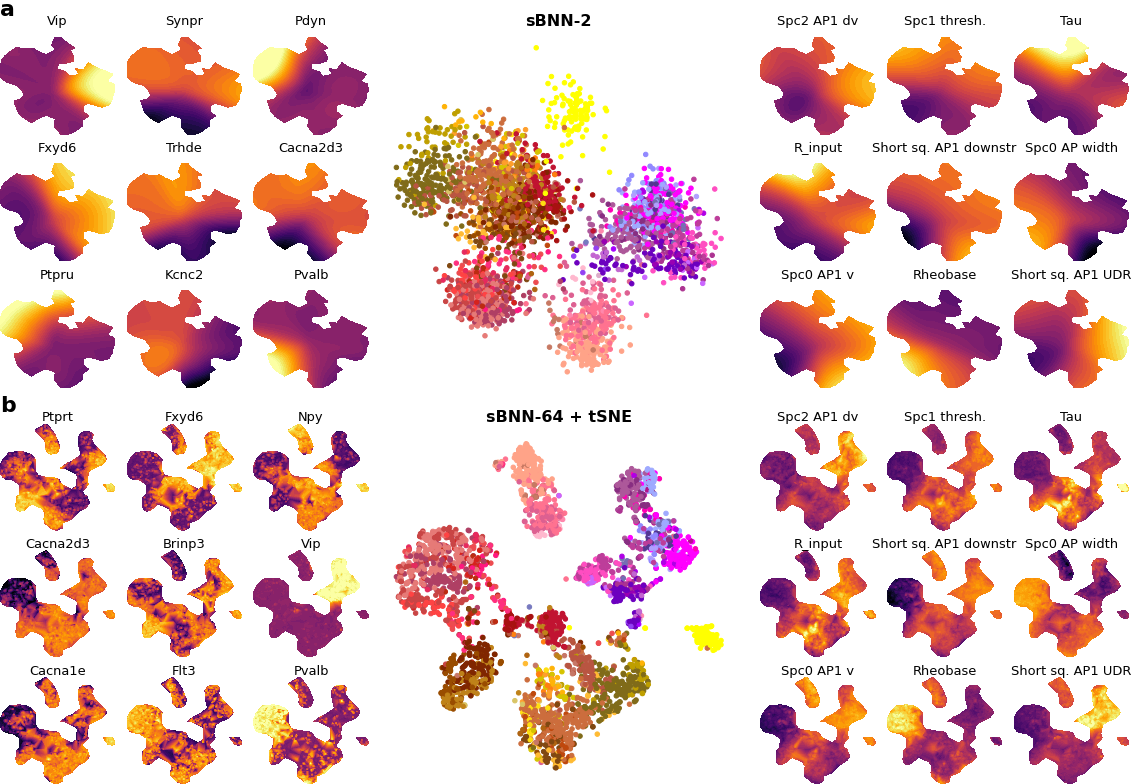 a
Vip Synpr Pdyn sBNN-2 Spc2 AP1 dv Spc1 thresh. Tau
Fxyd6 Trhde Cacna2d3 R_input Short sq. AP1 downstr Spc0 AP width
Ptpru Kcnc2 Pvalb Spc0 AP1 v Rheobase Short sq. AP1 UDR
b
Ptprt Fxyd6 Npy sBNN-64 + tSNE Spc2 AP1 dv Spc1 thresh. Tau
Cacna2d3 Brinp3 Vip R_input Short sq. AP1 downstr Spc0 AP width
Cacna1e Flt3 Pvalb Spc0 AP1 v Rheobase Short sq. AP1 UDR